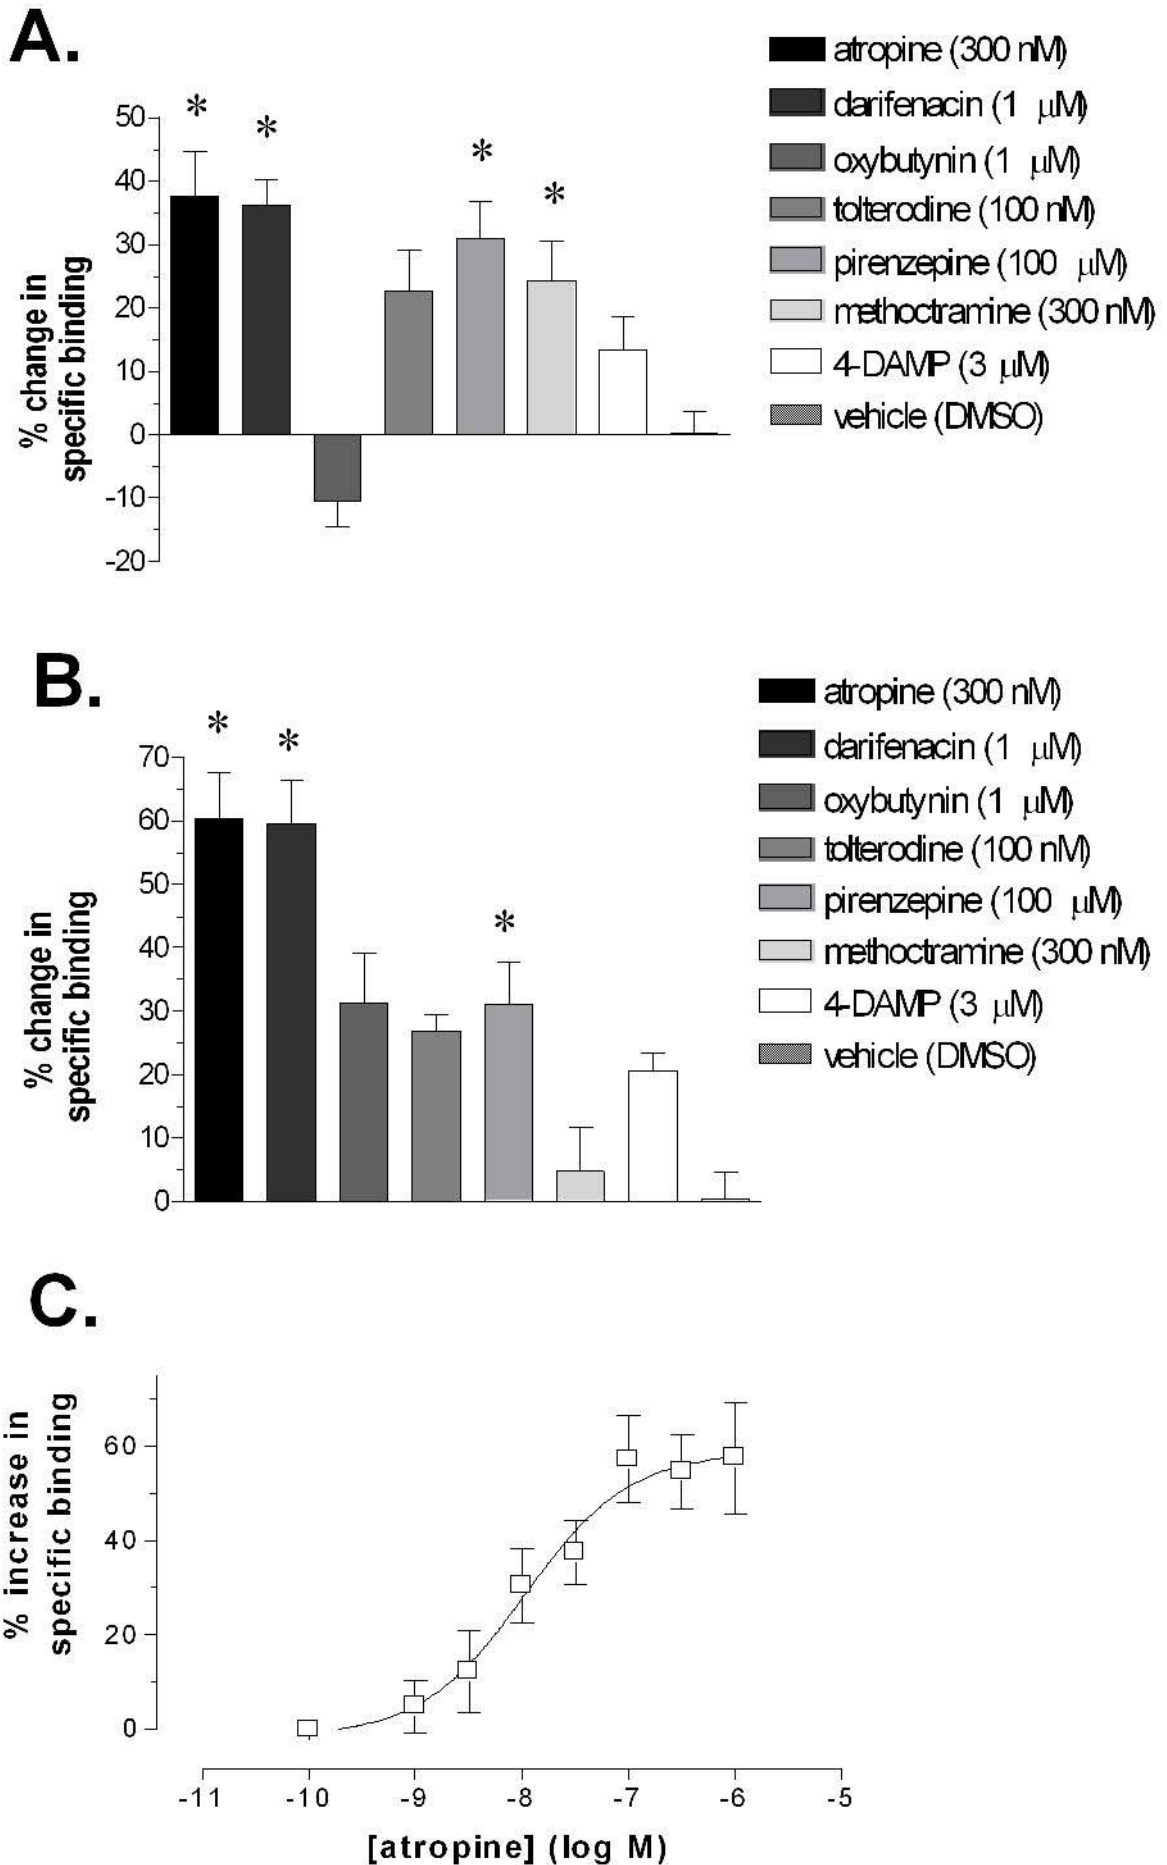 A.
* * * *
50
40
30
20
10
0
-10
-20
% change in
specific binding
atropine (300 nM)
darifenacin (1 μM)
oxybutynin (1 μM)
tolterodine (100 nM)
pirenzepine (100 μM)
methoctramine (300 nM)
4-DAMP (3 μM)
vehicle (DMSO)
B.
* * *
70
60
50
40
30
20
10
0
% change in
specific binding
atropine (300 nM)
darifenacin (1 μM)
oxybutynin (1 μM)
tolterodine (100 nM)
pirenzepine (100 μM)
methoctramine (300 nM)
4-DAMP (3 μM)
vehicle (DMSO)
C.
60
40
20
0
% increase in
specific binding
-11 -10 -9 -8 -7 -6 -5
[atropine] (log M)